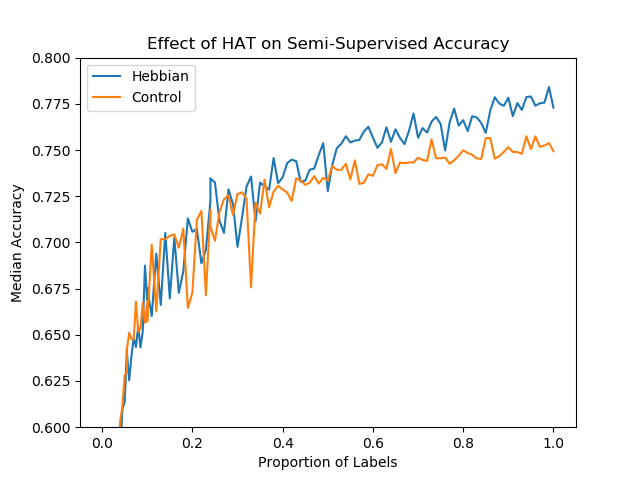 Effect of HAT on Semi-Supervised Accuracy
Hebbian
Control
Median Accuracy
0.800
0.775
0.750
0.725
0.700
0.675
0.650
0.625
0.600
0.0 0.2 0.4 0.6 0.8 1.0
Proportion of Labels